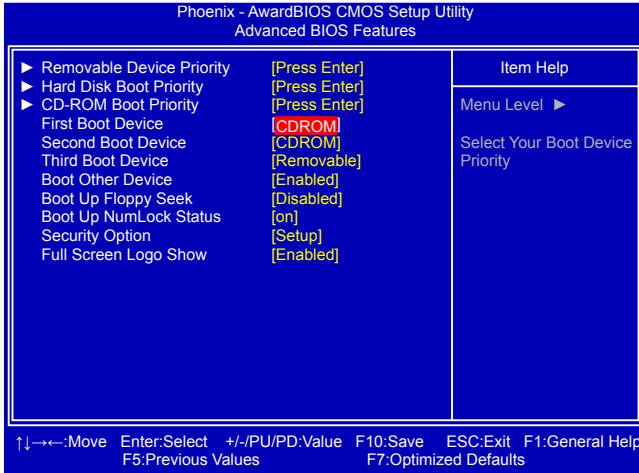 Phoenix - AwardBIOS CMOS Setup Utility
Advanced BIOS Features
► Removable Device Priority [Press Enter]
► Hard Disk Boot Priority [Press Enter]
► CD-ROM Boot Priority [Press Enter]
First Boot Device [CDROM]
Second Boot Device [CDROM]
Third Boot Device [Removable]
Boot Other Device [Enabled]
Boot Up Floppy Seek [Disabled]
Boot Up NumLock Status [on]
Security Option [Setup]
Full Screen Logo Show [Enabled]
Item Help
Menu Level ►
Select Your Boot Device
Priority
↑↓→←:Move Enter:Select +/-/PU/PD:Value F10:Save ESC:Exit F1:General Help
F5:Previous Values F7:Optimized Defaults